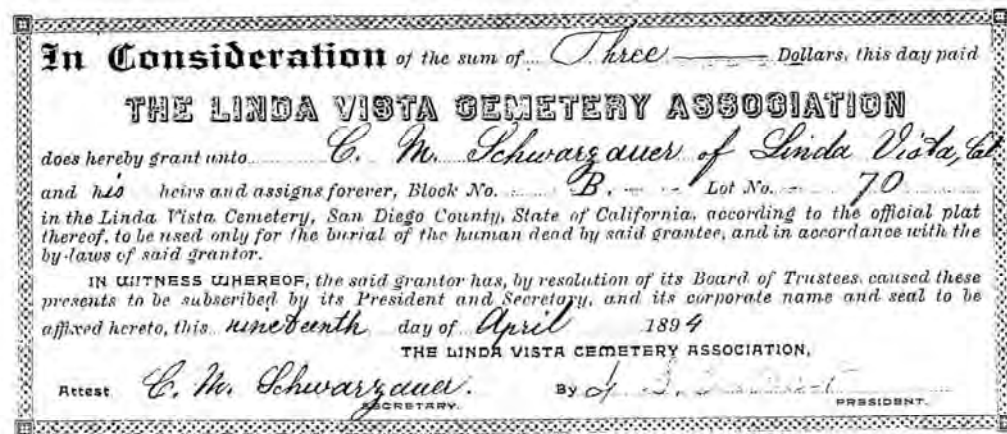 In Consideration of the sum of Three Dollars, this day paid
THE LINDA VISTA CEMETERY ASSOCIATION
does hereby grant unto C. M. Schwarzauer of Linda Vista, Cal
and his heirs and assigns forever, Block No. B. Lot No. 70
in the Linda Vista Cemetery, San Diego County, State of California, according to the official plat
thereof, to be used only for the burial of the human dead by said grantee, and in accordance with the
by-laws of said grantor.
IN WITNESS WHEREOF, the said grantor has, by resolution of its Board of Trustees, caused these
presents to be subscribed by its President and Secretary, and its corporate name and seal to be
affixed hereto, this nineteenth day of April 1894
THE LINDA VISTA CEMETERY ASSOCIATION,
Attest C. M. Schwarzauer. By
SECRETARY. PRESIDENT.